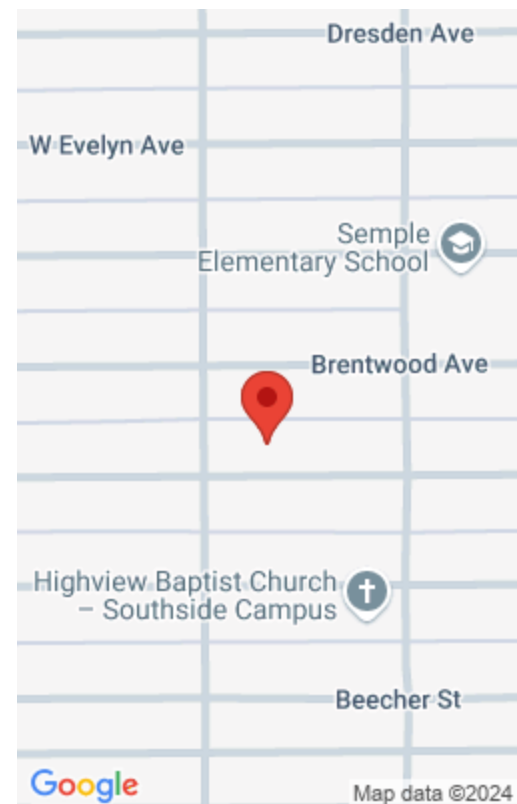 Dresden Ave
W Evelyn Ave
Semple
Elementary School
Brentwood Ave
Highview Baptist Church
– Southside Campus
Beecher St
Google
Map data ©2024